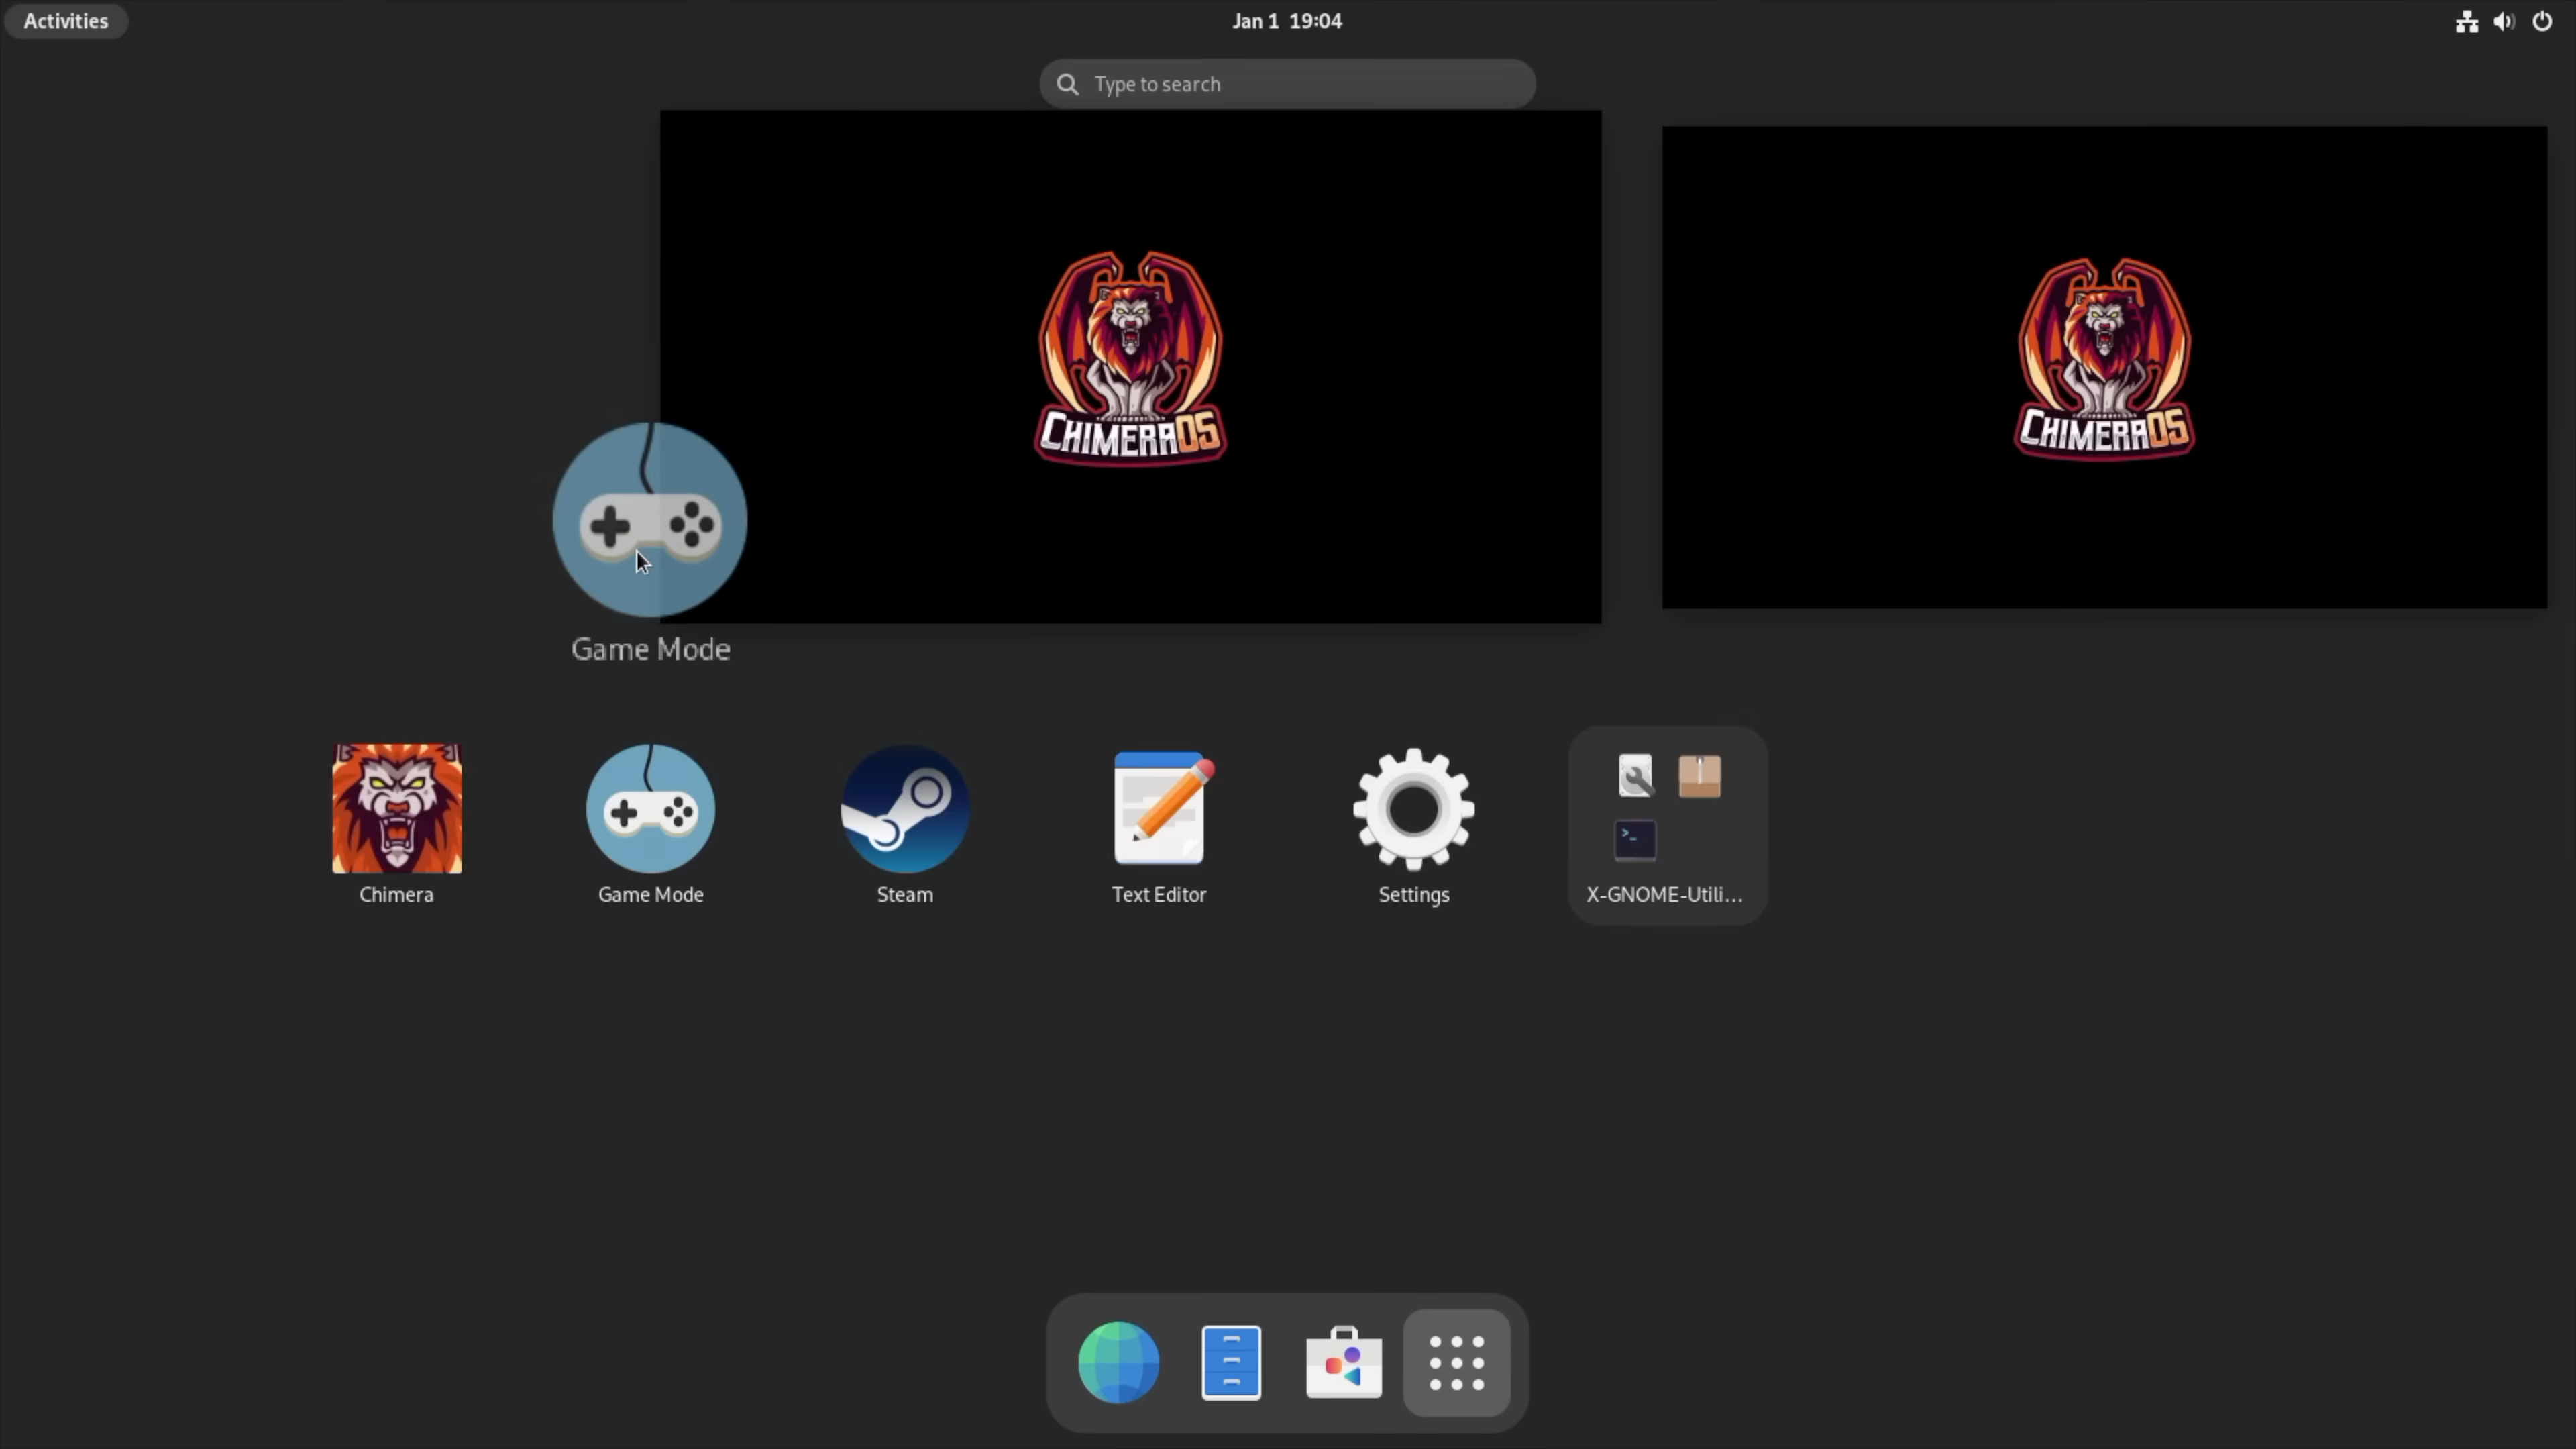 Activities
Jan 1 19:04
Type to search
CHIMERAOS
CHIMERAOS
Game Mode
Chimera
Game Mode
Steam
Text Editor
Settings
>_
X-GNOME-Utili...